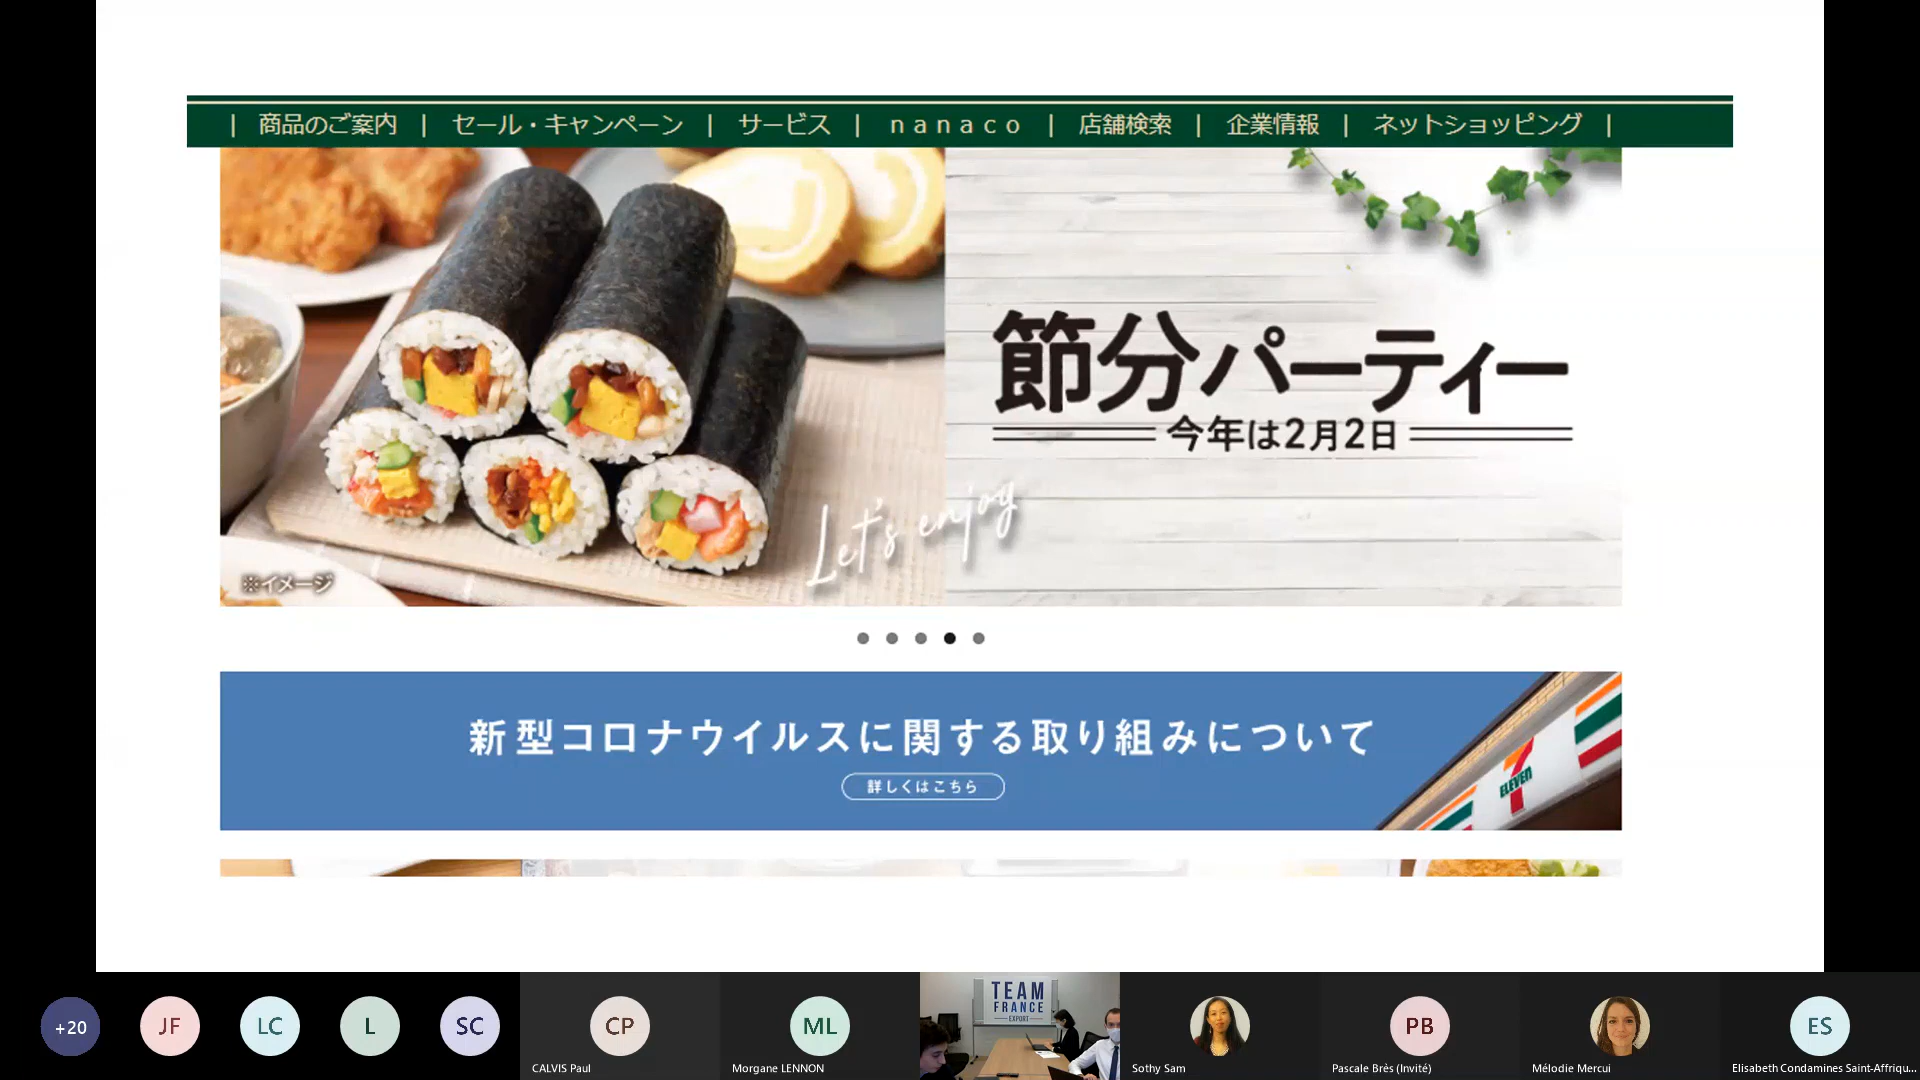 | 商品のご案内 | セール・キャンペーン | サービス | nanaco | 店舗検索 | 企業情報 | ネットショッピング |
節分パーティー
今年は2月2日
Let's enjoy
※イメージ
新型コロナウイルスに関する取り組みについて
詳しくはこちら
7
ELEVEN
TEAM
FRANCE
EXPORT
+20
JF
LC
L
SC
CP
ML
PB
ES
CALVIS Paul
Morgane LENNON
Sothy Sam
Pascale Brès (Invité)
Mélodie Mercui
Elisabeth Condamines Saint-Affriqu...